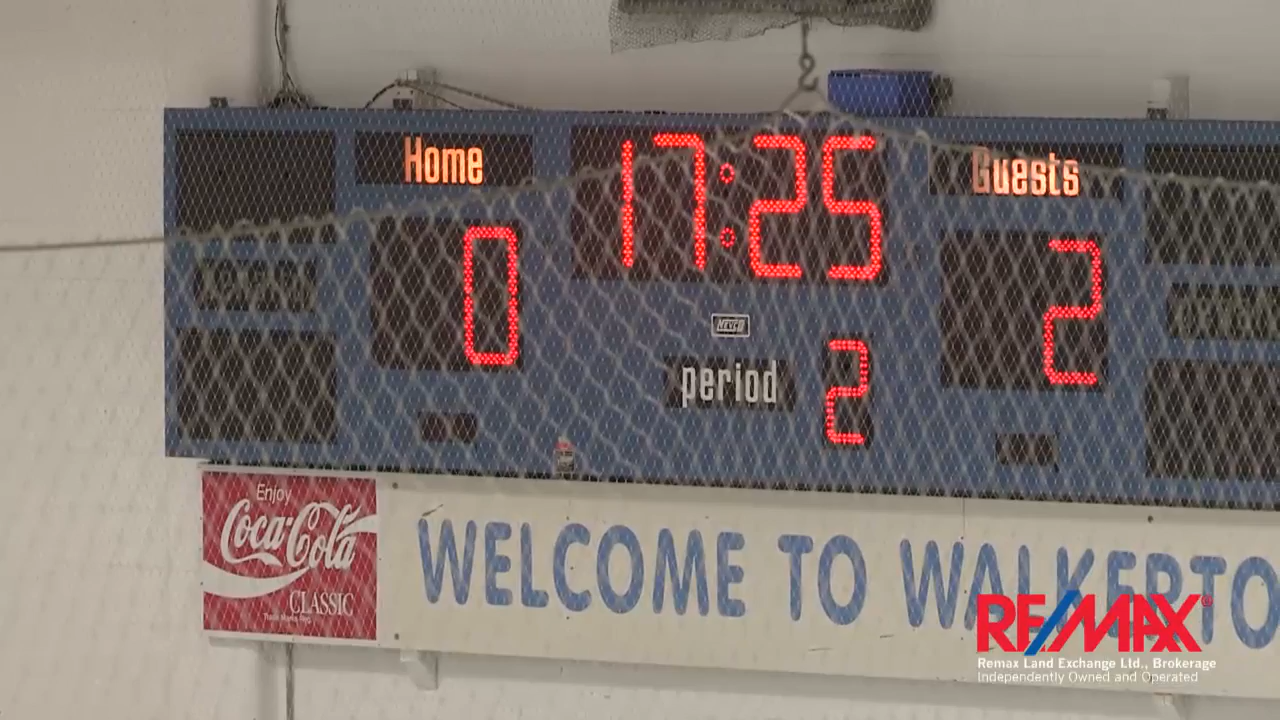 Home
17:25
Guests
0
2
NEVCO
period
2
Enjoy
Coca-Cola
CLASSIC
WELCOME TO WALKERTO
RE/MAX®
Remax Land Exchange Ltd., Brokerage
Independently Owned and Operated